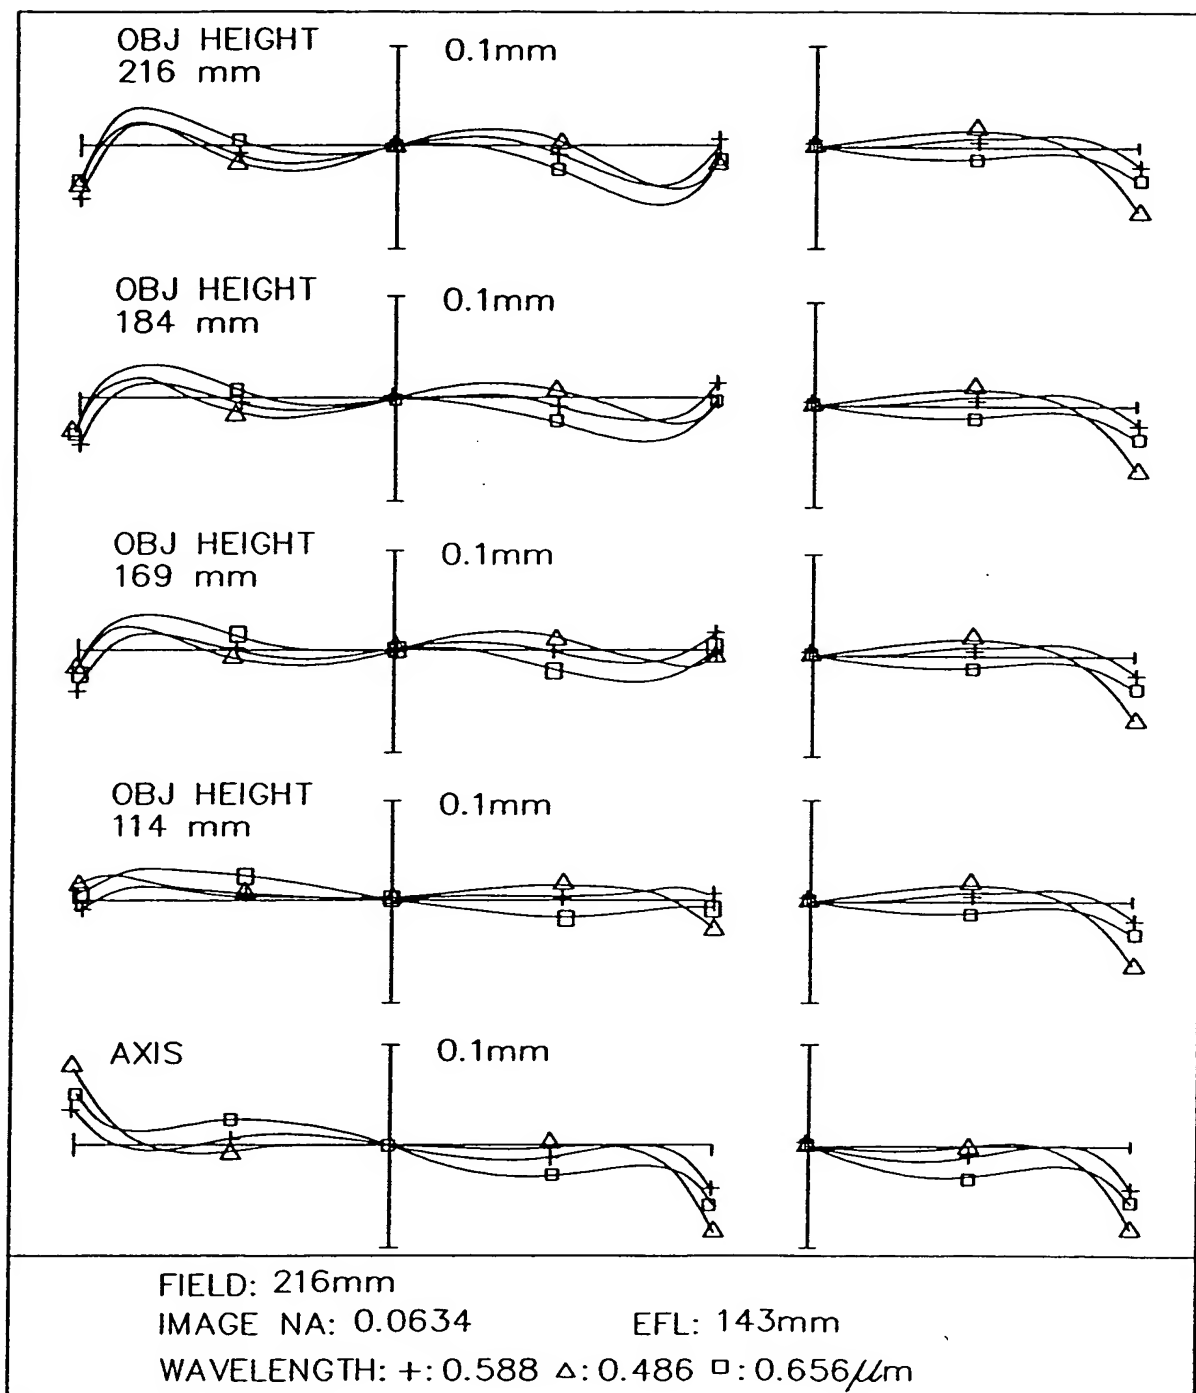 OBJ HEIGHT
216 mm
0.1mm
OBJ HEIGHT
184 mm
0.1mm
OBJ HEIGHT
169 mm
0.1mm
OBJ HEIGHT
114 mm
0.1mm
AXIS
0.1mm
FIELD: 216mm
IMAGE NA: 0.0634 EFL: 143mm
WAVELENGTH: +: 0.588 △: 0.486 □: 0.656μm